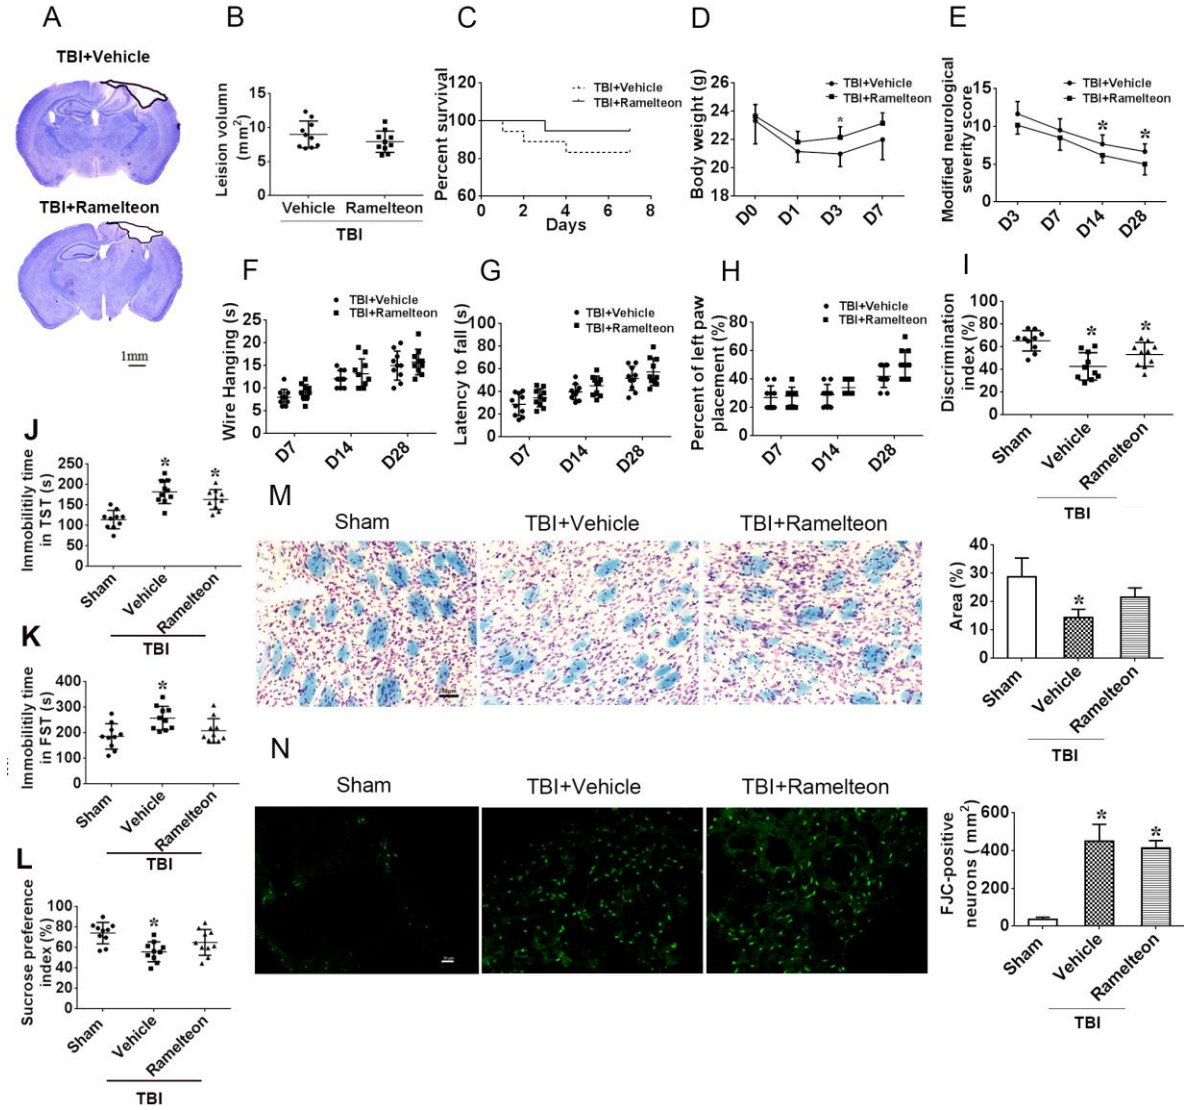 A
TBI+Vehicle
TBI+Ramelteon
1mm
B
Leision volumn
(mm2)
15
10
5
0
Vehicle
Ramelteon
TBI
C
Percent survival
120
100
80
60
0
2
4
6
8
Days
TBI+Vehicle
TBI+Ramelteon
D
Body weight (g)
26
24
22
20
18
D0
D1
D3
D7
TBI+Vehicle
TBI+Ramelteon
*
E
Modified neurological
severity score
15
10
5
0
D3
D7
D14
D28
TBI+Vehicle
TBI+Ramelteon
*
*
F
Wire Hanging (s)
25
20
15
10
5
0
D7
D14
D28
TBI+Vehicle
TBI+Ramelteon
G
Latency to fall (s)
100
80
60
40
20
0
D7
D14
D28
TBI+Vehicle
TBI+Ramelteon
H
Percent of left paw
placement (%)
80
60
40
20
0
D7
D14
D28
TBI+Vehicle
TBI+Ramelteon
I
Discrimination
index (%)
100
80
60
40
20
0
*
*
Sham
Vehicle
Ramelteon
TBI
J
Immobilitily time
in TST (s)
250
200
150
100
50
0
*
*
Sham
Vehicle
Ramelteon
TBI
K
Immobilitiy time
in FST (s)
400
300
200
100
0
*
Sham
Vehicle
Ramelteon
TBI
L
Sucrose preference
index (%)
100
80
60
40
20
0
*
Sham
Vehicle
Ramelteon
TBI
M
Sham
TBI+Vehicle
TBI+Ramelteon
Area (%)
40
30
20
10
0
*
Sham
Vehicle
Ramelteon
TBI
N
Sham
TBI+Vehicle
TBI+Ramelteon
FJC-positive
neurons ( mm2)
600
400
200
0
*
*
Sham
Vehicle
Ramelteon
TBI